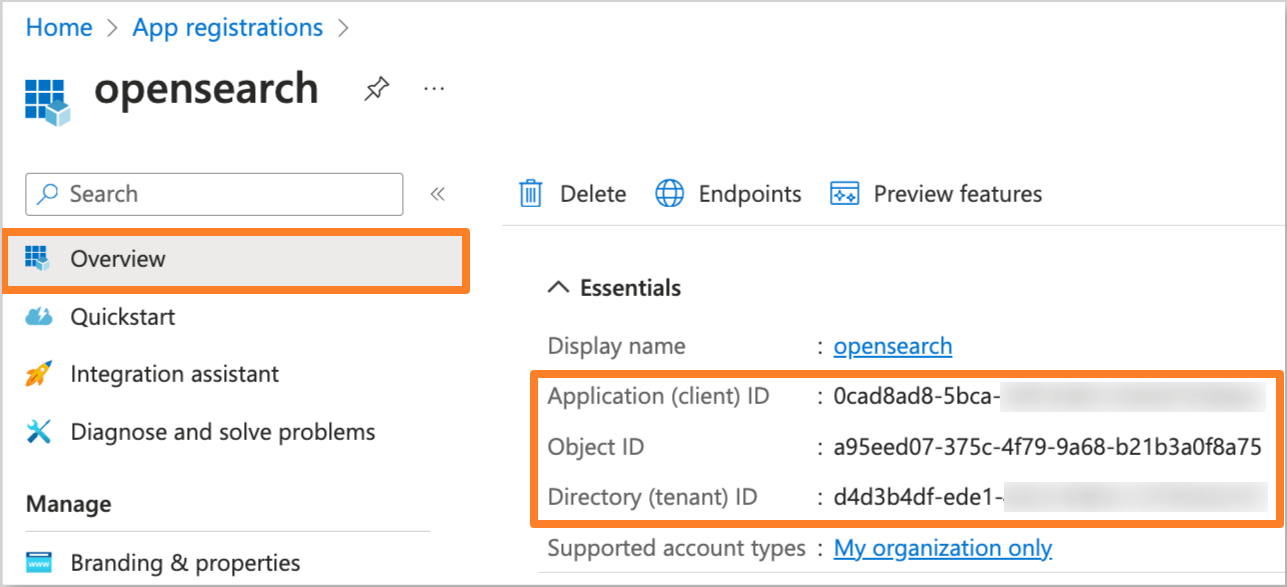 Home > App registrations >
opensearch ...
Search «
Delete Endpoints Preview features
Overview
Quickstart
Integration assistant
Diagnose and solve problems
Manage
Branding & properties
Essentials
Display name : opensearch
Application (client) ID : 0cad8ad8-5bca-
Object ID : a95eed07-375c-4f79-9a68-b21b3a0f8a75
Directory (tenant) ID : d4d3b4df-ede1-
Supported account types : My organization only